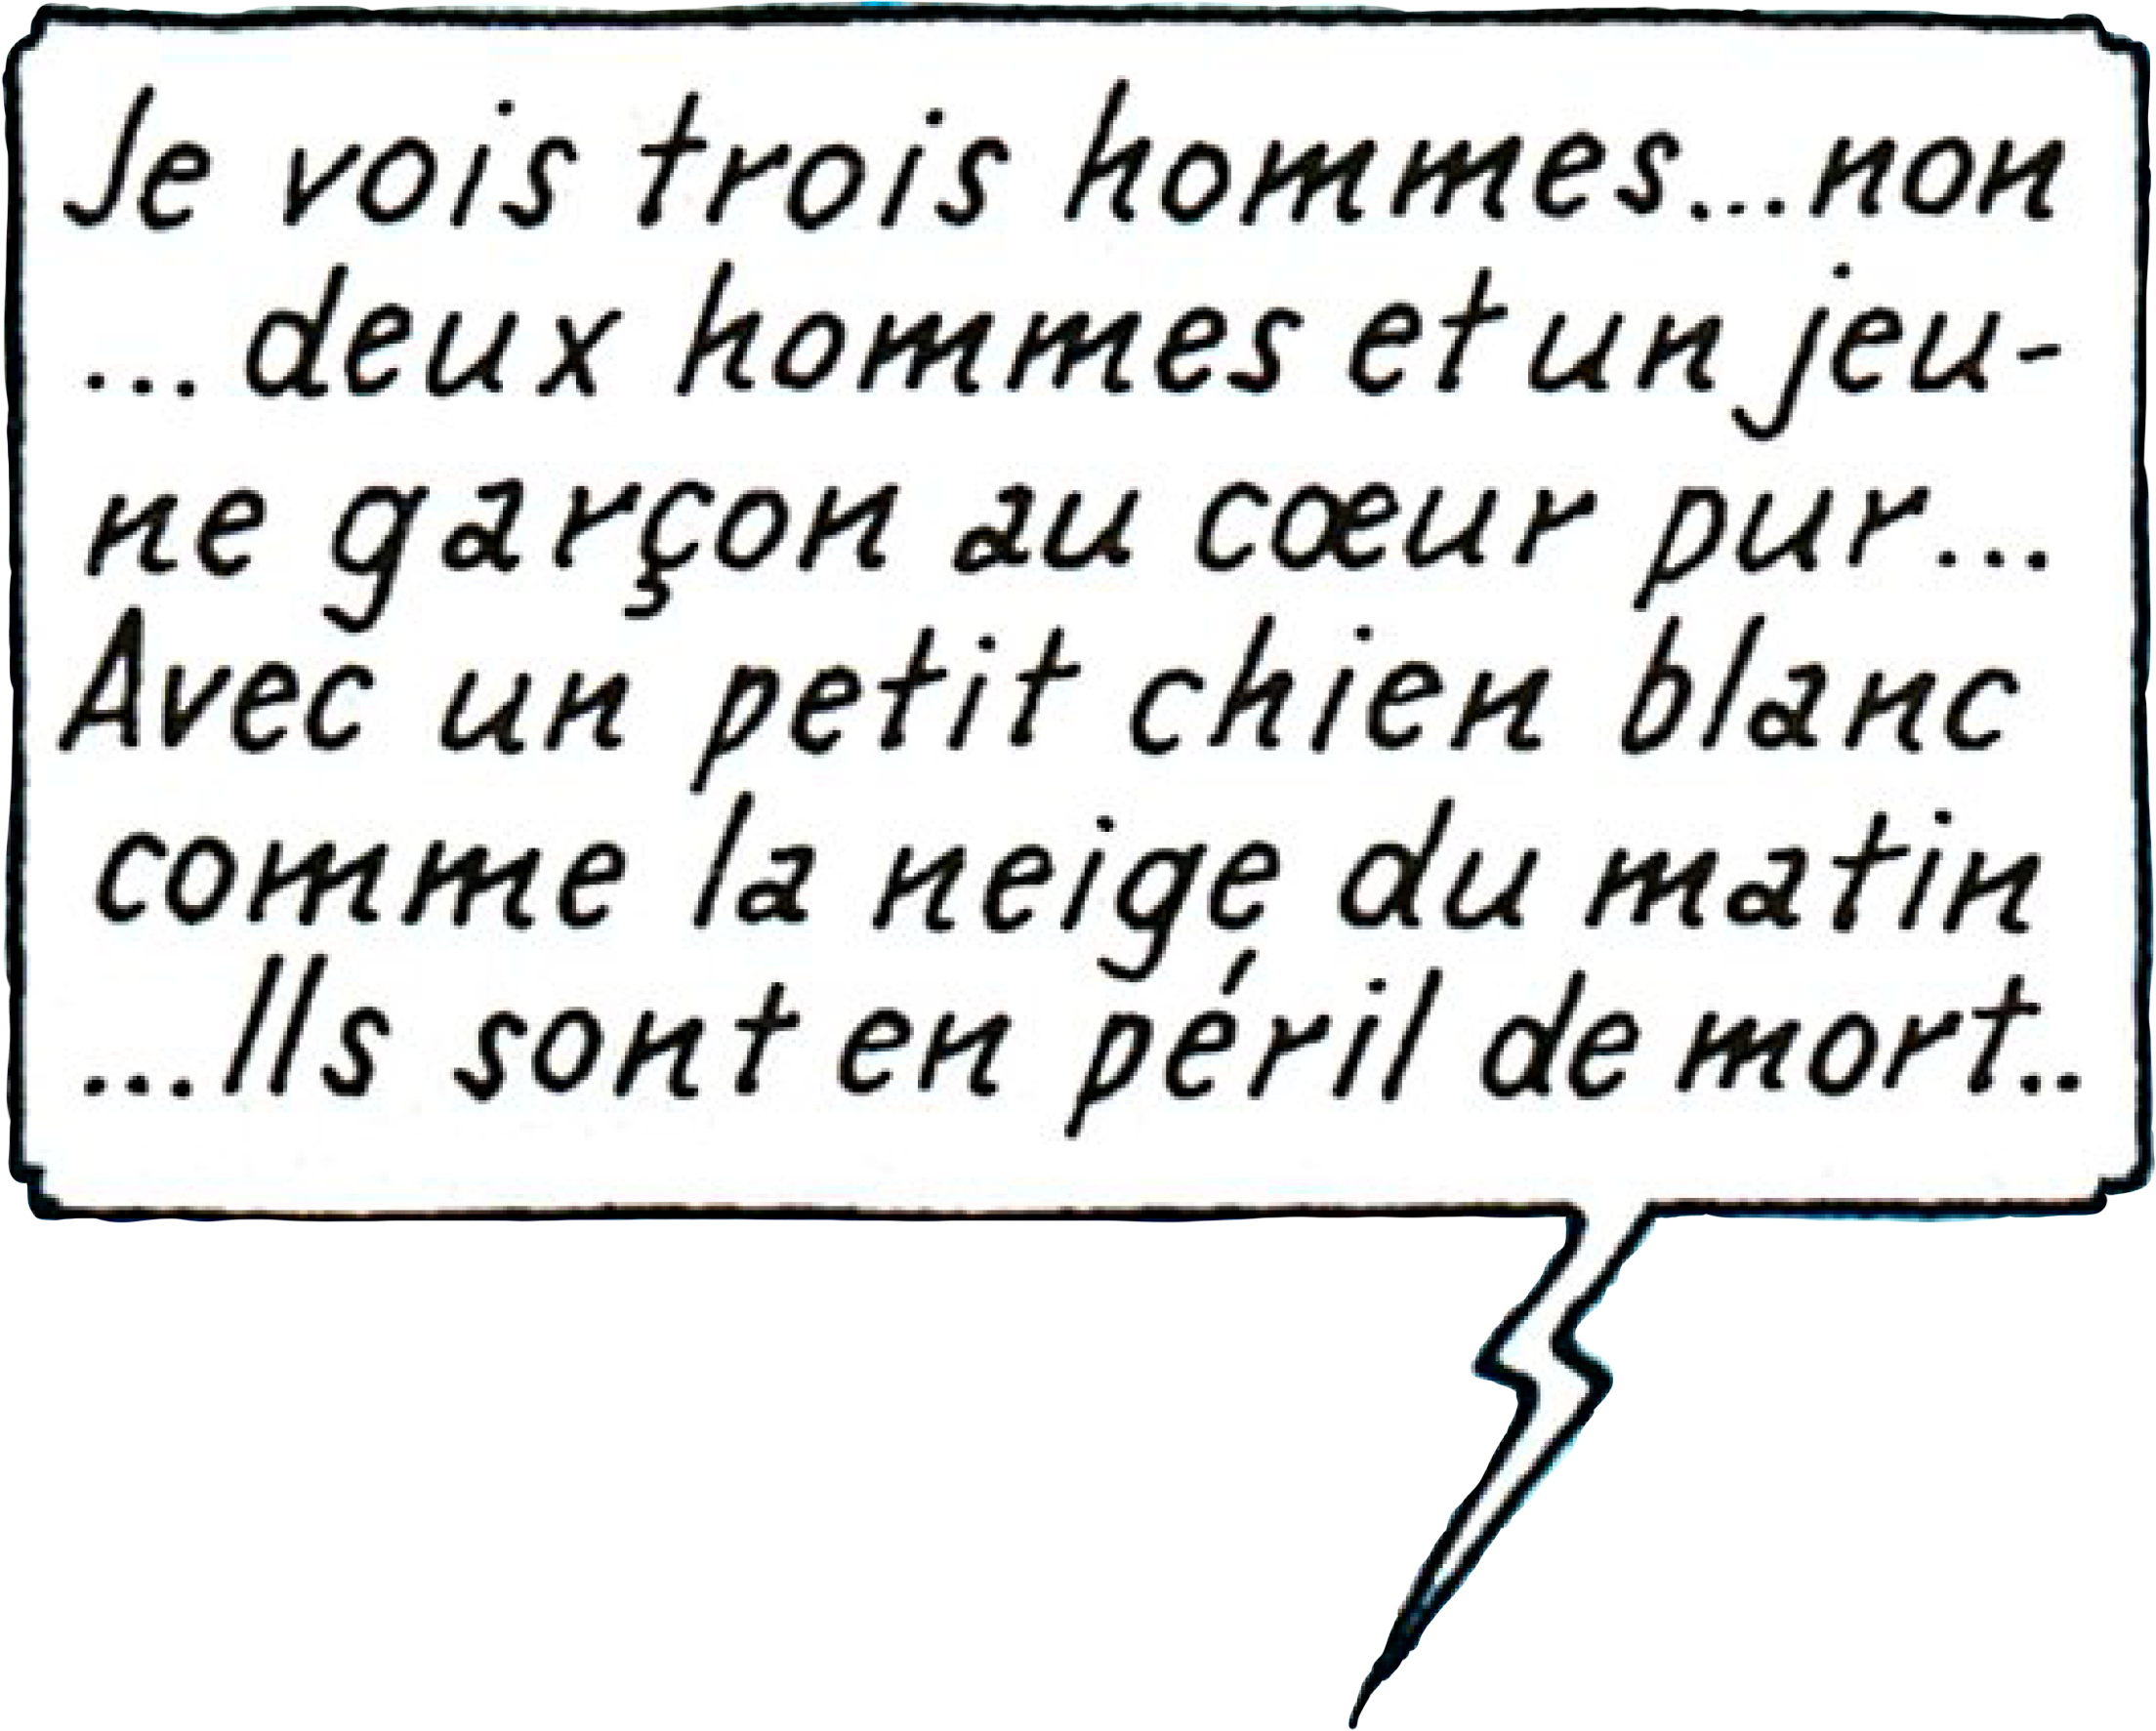 Je vois trois hommes...non
...deux hommes et un jeu-
ne garçon au cœur pur...
Avec un petit chien blanc
comme la neige du matin
...Ils sont en péril de mort..